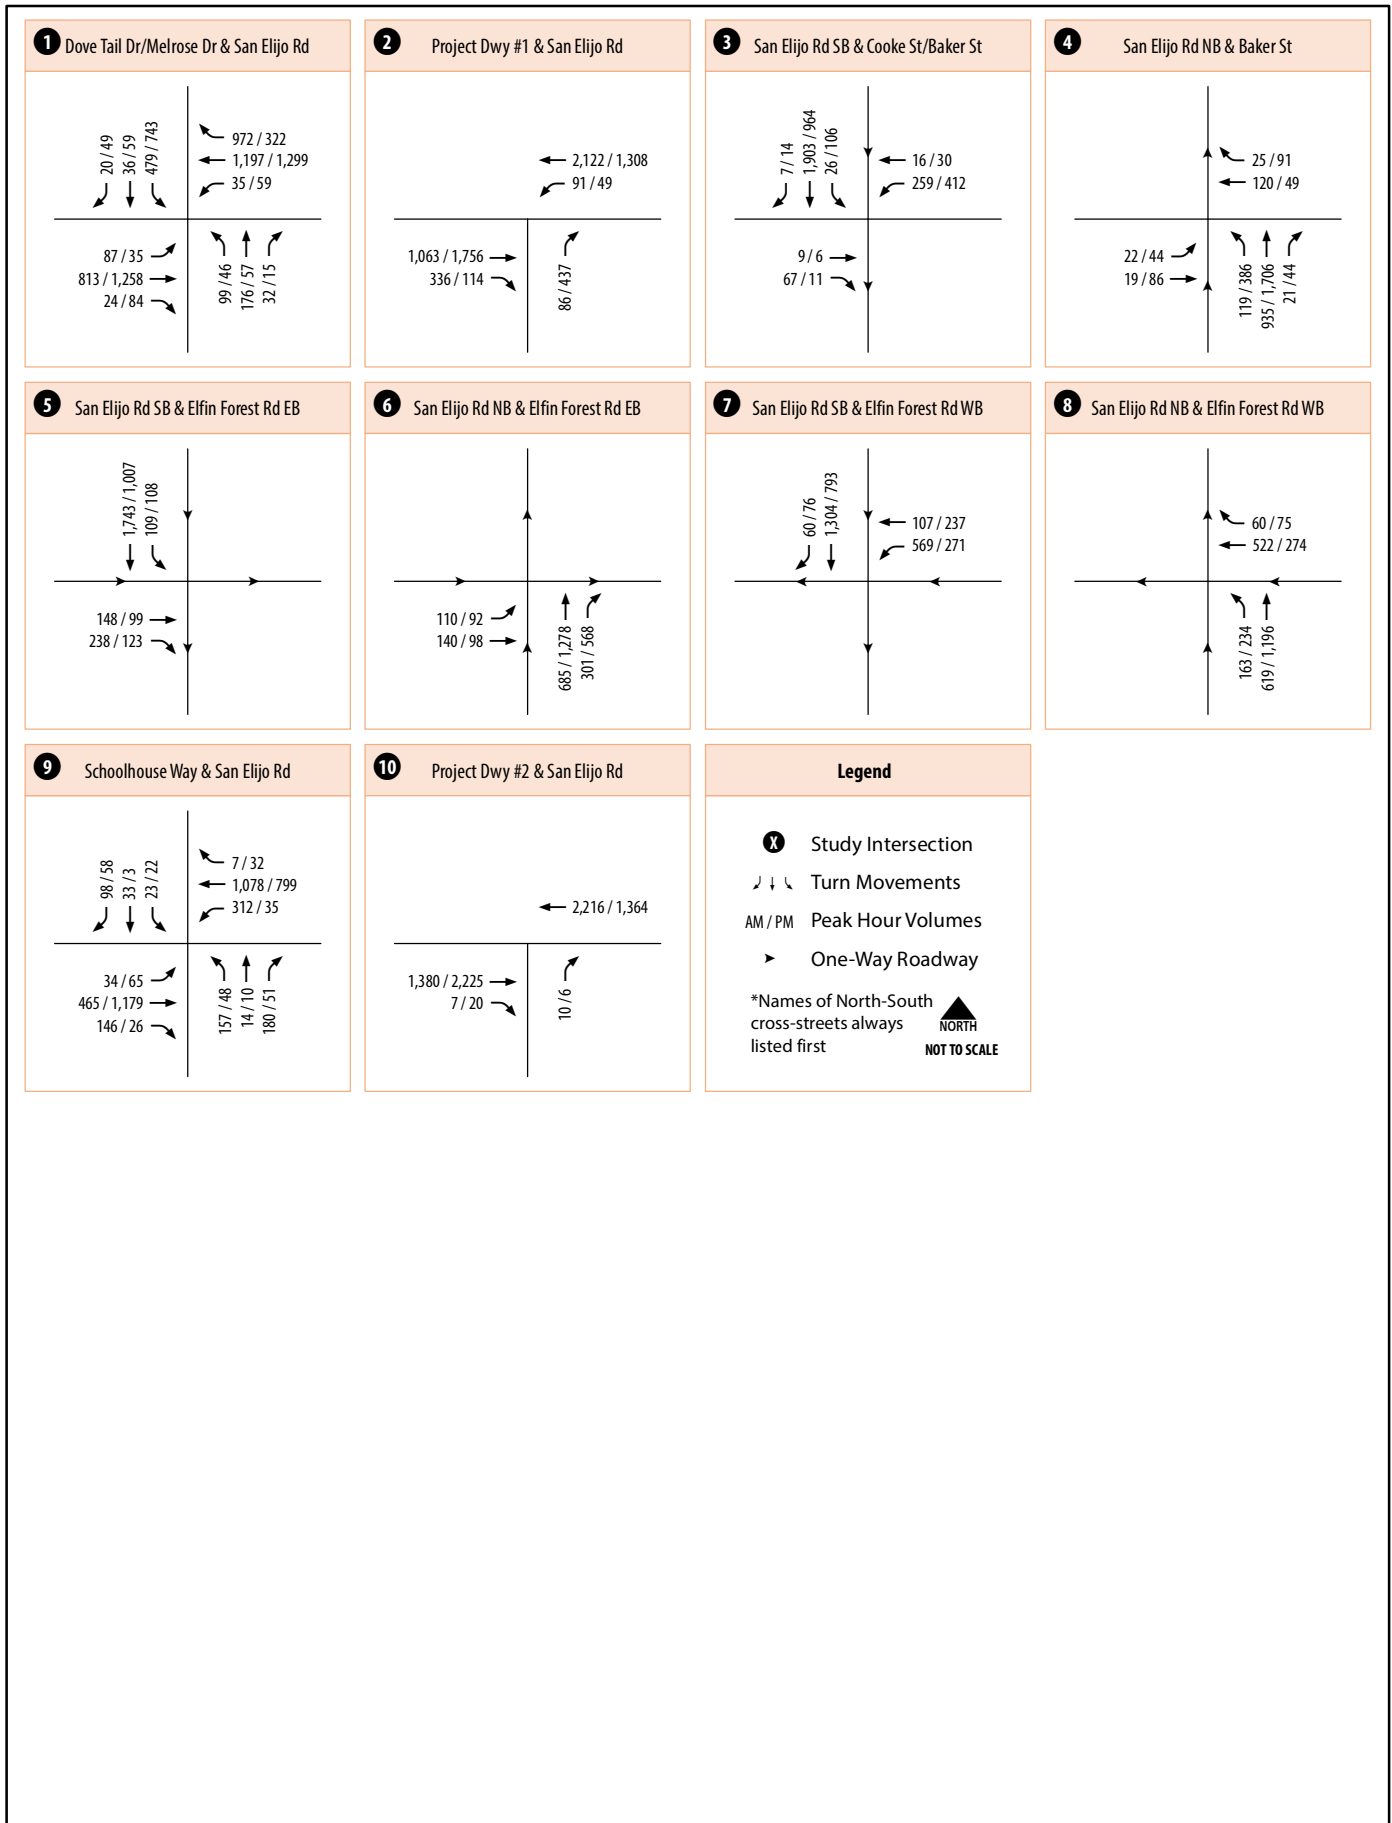 1 Dove Tail Dr/Melrose Dr & San Elijo Rd
20 / 49
36 / 59
479 / 743
972 / 322
1,197 / 1,299
35 / 59
87 / 35
813 / 1,258
24 / 84
99 / 46
176 / 57
32 / 15
2 Project Dwy #1 & San Elijo Rd
2,122 / 1,308
91 / 49
1,063 / 1,756
336 / 114
86 / 437
3 San Elijo Rd SB & Cooke St/Baker St
7 / 14
1,903 / 964
26 / 106
16 / 30
259 / 412
9 / 6
67 / 11
4 San Elijo Rd NB & Baker St
25 / 91
120 / 49
22 / 44
19 / 86
119 / 386
935 / 1,706
21 / 44
5 San Elijo Rd SB & Elfin Forest Rd EB
1,743 / 1,007
109 / 108
148 / 99
238 / 123
6 San Elijo Rd NB & Elfin Forest Rd EB
110 / 92
140 / 98
685 / 1,278
301 / 568
7 San Elijo Rd SB & Elfin Forest Rd WB
60 / 76
1,304 / 793
107 / 237
569 / 271
8 San Elijo Rd NB & Elfin Forest Rd WB
60 / 75
522 / 274
163 / 234
619 / 1,196
9 Schoolhouse Way & San Elijo Rd
98 / 58
33 / 3
23 / 22
7 / 32
1,078 / 799
312 / 35
34 / 65
465 / 1,179
146 / 26
157 / 48
14 / 10
180 / 51
10 Project Dwy #2 & San Elijo Rd
2,216 / 1,364
1,380 / 2,225
7 / 20
10 / 6
Legend
X Study Intersection
Turn Movements
AM / PM Peak Hour Volumes
One-Way Roadway
*Names of North-South
cross-streets always
listed first
NORTH
NOT TO SCALE